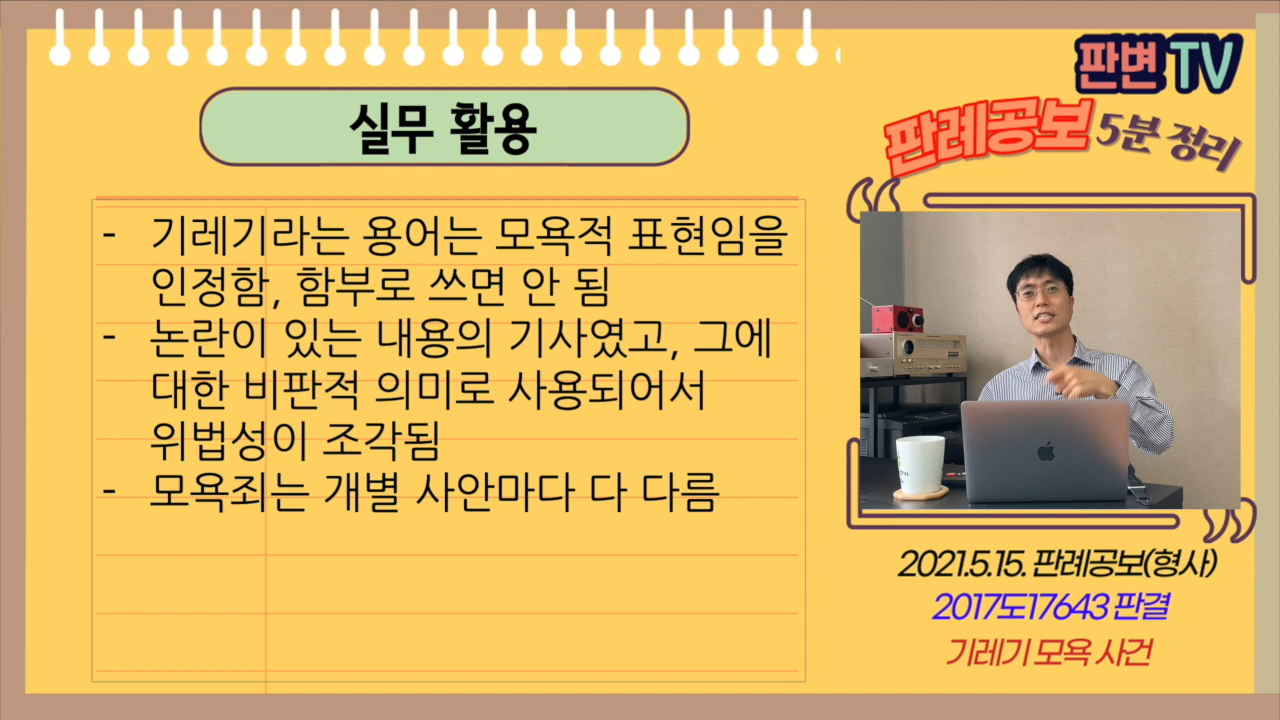 실무 활용
- 기레기라는 용어는 모욕적 표현임을
인정함, 함부로 쓰면 안 됨
- 논란이 있는 내용의 기사였고, 그에
대한 비판적 의미로 사용되어서
위법성이 조각됨
- 모욕죄는 개별 사안마다 다 다름
판변 TV
판례공보 5분 정리
2021.5.15. 판례공보(형사)
2017도17643 판결
기레기 모욕 사건